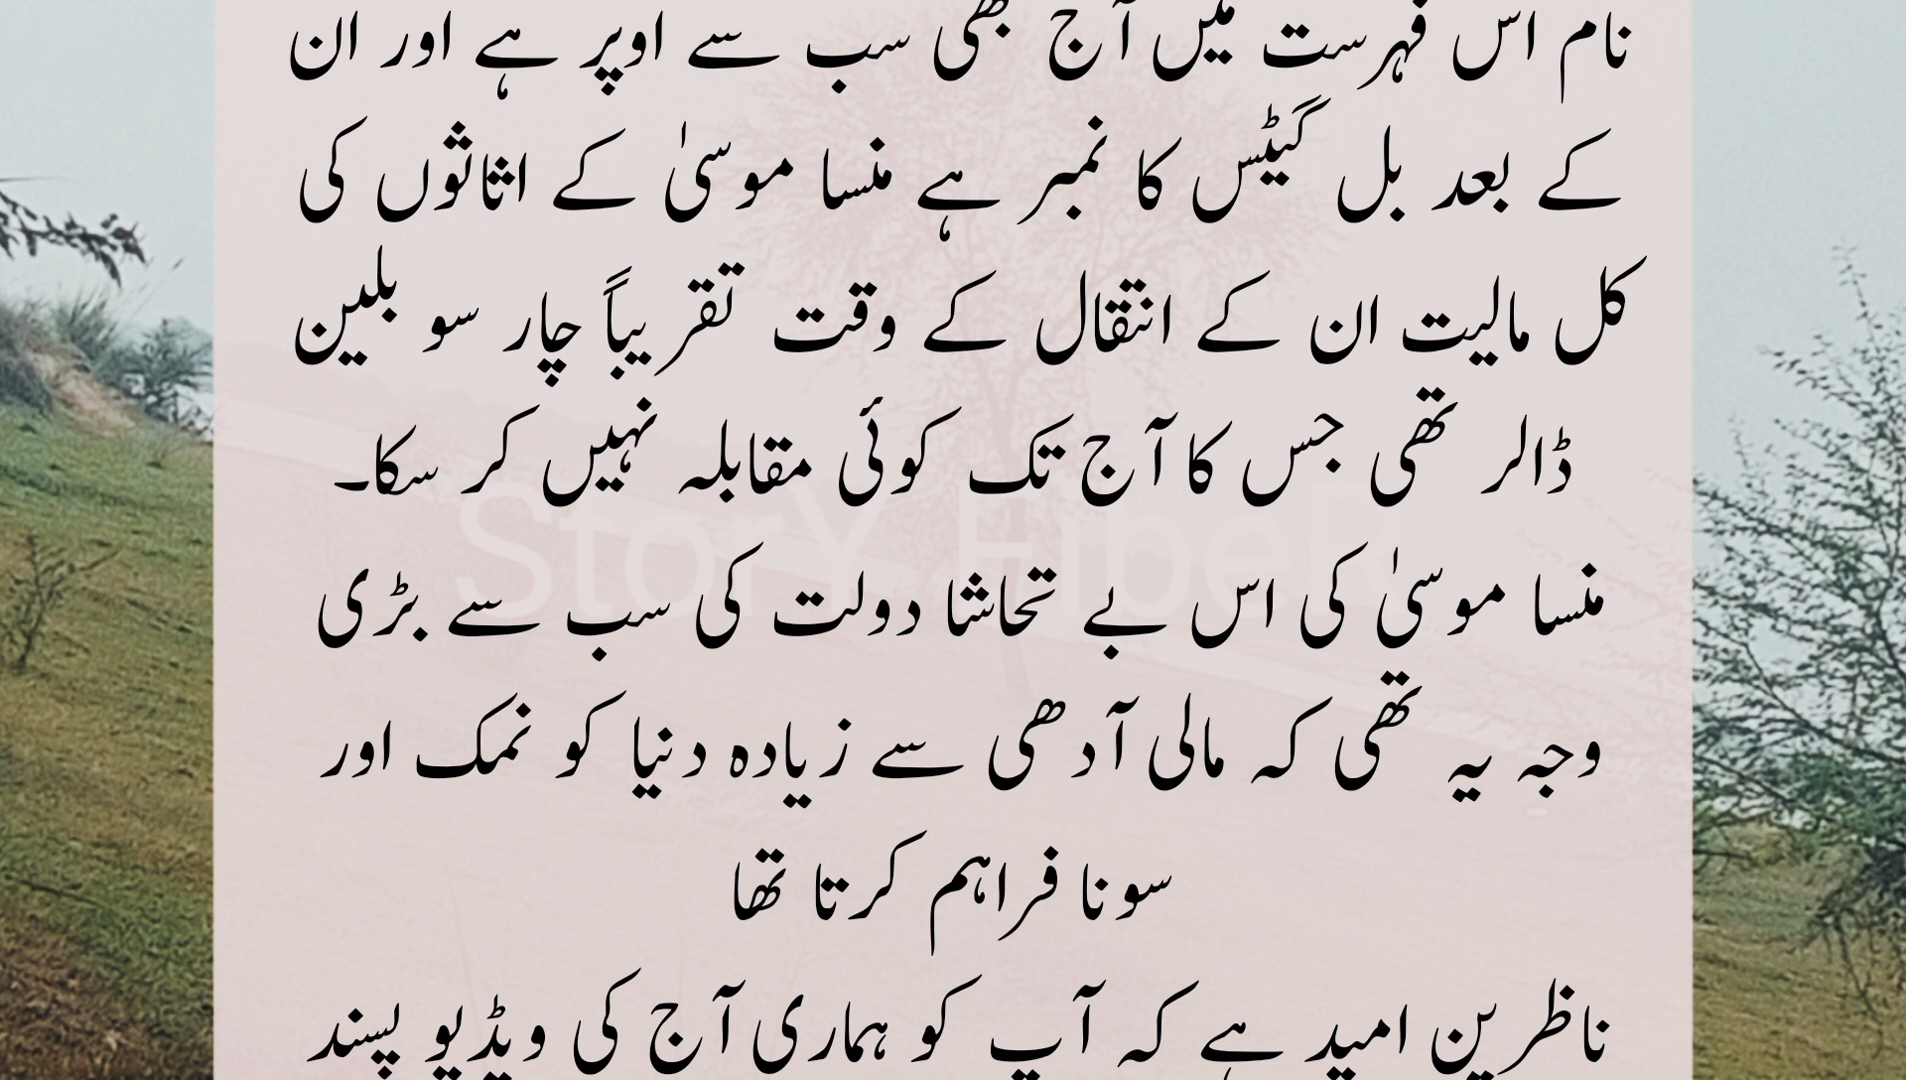 نام اس فہرست میں آج بھی سب سے اوپر ہے اور ان
کے بعد بل گیٹس کا نمبر ہے منسا موسیٰ کے اثاثوں کی
کل مالیت ان کے انتقال کے وقت تقریباً چار سو بلین
ڈالر تھی جس کا آج تک کوئی مقابلہ نہیں کر سکا۔
منسا موسیٰ کی اس بے تحاشا دولت کی سب سے بڑی
وجہ یہ تھی کہ مالی آدھی سے زیادہ دنیا کو نمک اور
سونا فراہم کرتا تھا
ناظرین امید ہے کہ آپ کو ہماری آج کی ویڈیو پسند